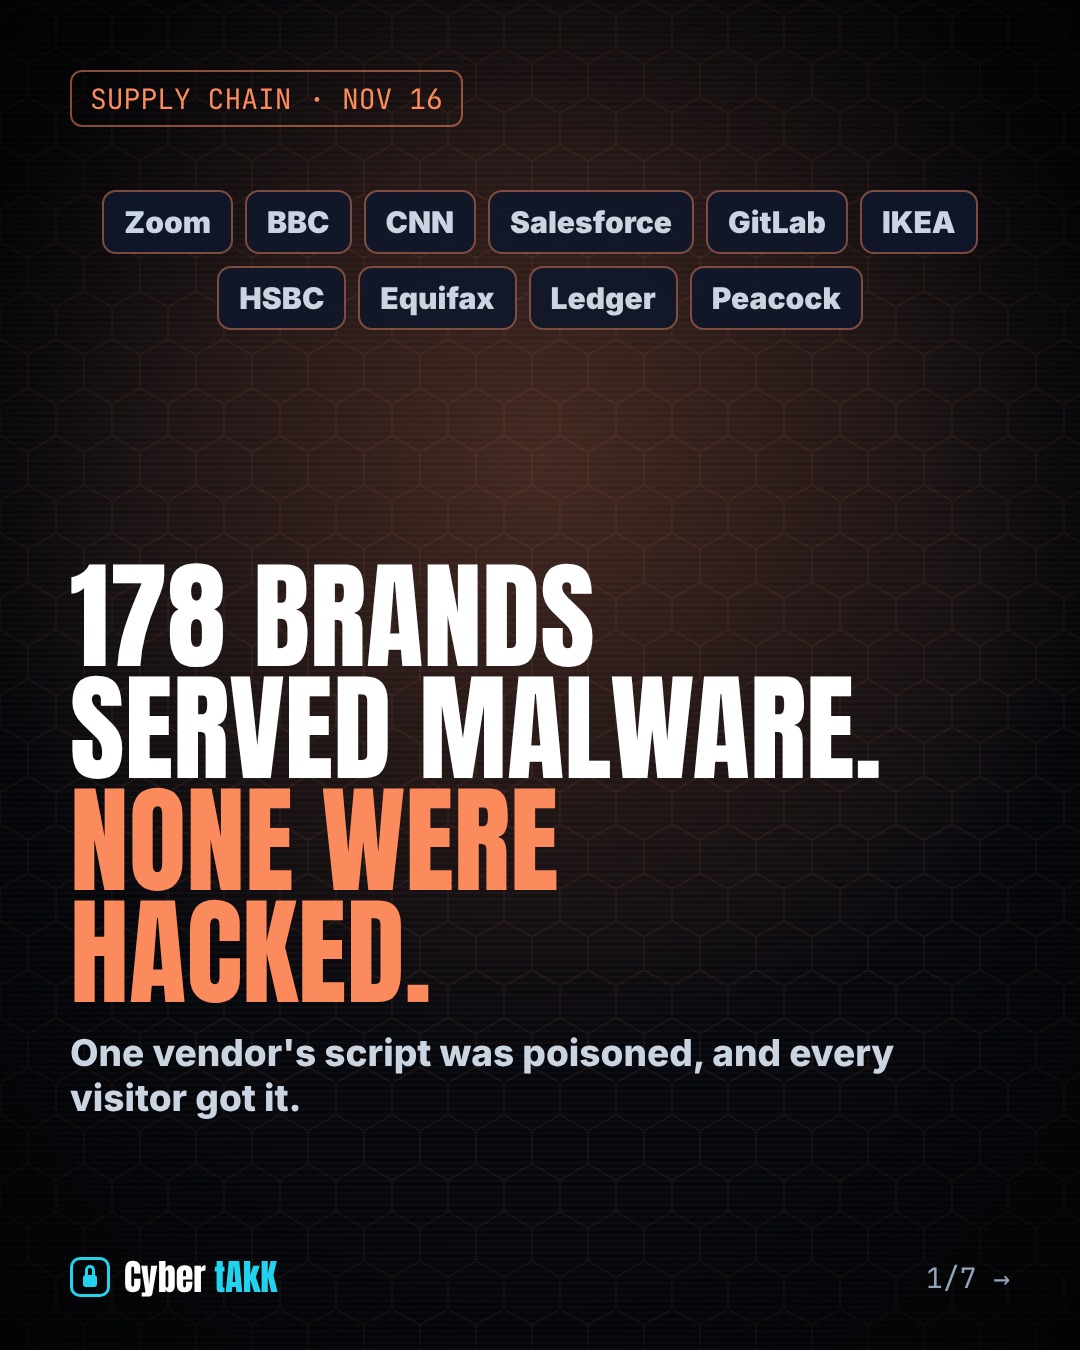 SUPPLY CHAIN · NOV 16
Zoom BBC CNN Salesforce GitLab IKEA
HSBC Equifax Ledger Peacock
178 BRANDS
SERVED MALWARE.
NONE WERE
HACKED.
One vendor's script was poisoned, and every
visitor got it.
Cyber tAkK
1/7 →